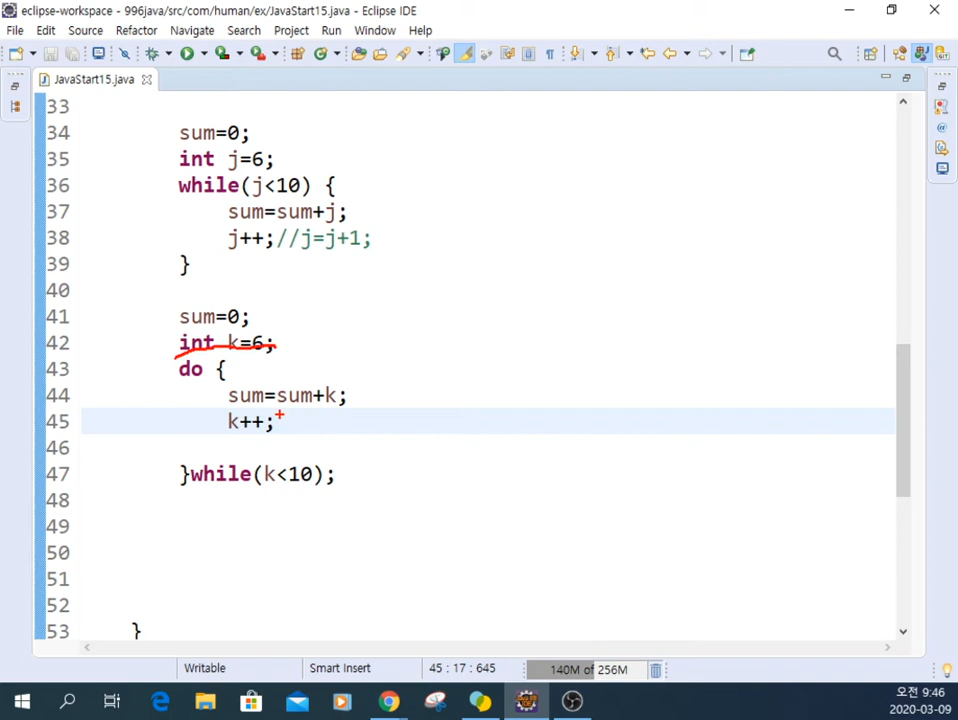 eclipse-workspace - 996java/src/com/human/ex/JavaStart15.java - Eclipse IDE
File Edit Source Refactor Navigate Search Project Run Window Help
JavaStart15.java
33
34 sum=0;
35 int j=6;
36 while(j<10) {
37 sum=sum+j;
38 j++;//j=j+1;
39 }
40
41 sum=0;
42 int k=6;
43 do {
44 sum=sum+k;
45 k++;
46
47 }while(k<10);
48
49
50
51
52
53 }
Writable Smart Insert 45 : 17 : 645 140M of 256M
오전 9:46
2020-03-09